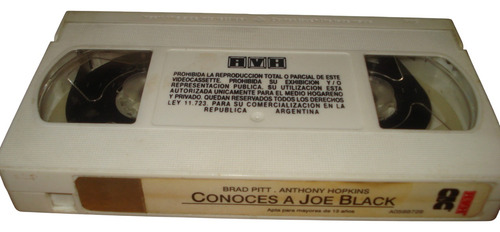 AVH
PROHIBIDA LA REPRODUCCION TOTAL O PARCIAL DE ESTE
VIDEOCASSETTE. PROHIBIDA SU EXHIBICION Y/O
REPRESENTACION PUBLICA. SU UTILIZACION ESTA
AUTORIZADA UNICAMENTE PARA EL MEDIO HOGAREÑO
Y PRIVADO. QUEDAN RESERVADOS TODOS LOS DERECHOS
LEY 11.723. PARA SU COMERCIALIZACION EN LA
REPUBLICA ARGENTINA
BRAD PITT . ANTHONY HOPKINS
CONOCES A JOE BLACK
Apta para mayores de 13 años